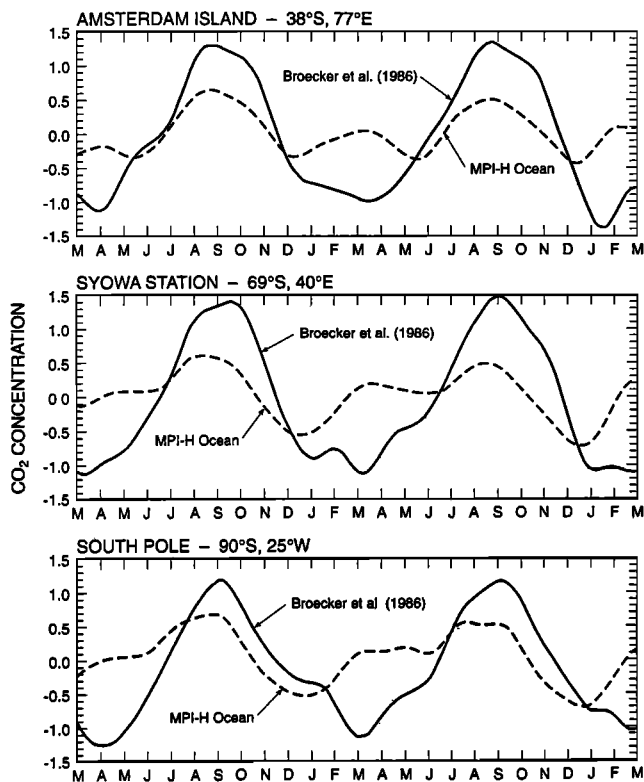 AMSTERDAM ISLAND – 38°S, 77°E
1.5
1.0
0.5
0.0
-0.5
-1.0
-1.5
Broecker et al. (1986)
MPI-H Ocean
M A M J J A S O N D J F M A M J J A S O N D J F M
SYOWA STATION – 69°S, 40°E
CO₂ CONCENTRATION
1.5
1.0
0.5
0.0
-0.5
-1.0
-1.5
Broecker et al. (1986)
MPI-H Ocean
M A M J J A S O N D J F M A M J J A S O N D J F M
SOUTH POLE – 90°S, 25°W
1.5
1.0
0.5
0.0
-0.5
-1.0
-1.5
Broecker et al (1986)
MPI-H Ocean
M A M J J A S O N D J F M A M J J A S O N D J F M